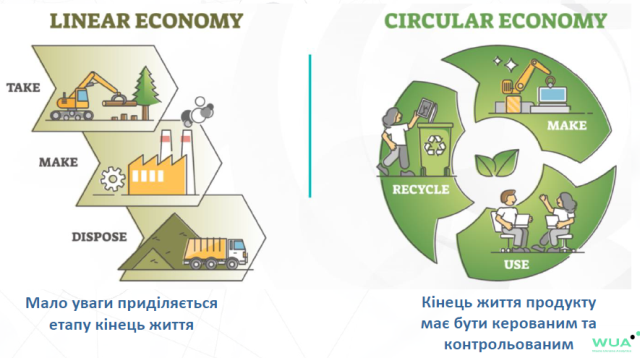 LINEAR ECONOMY
TAKE
MAKE
DISPOSE
Мало уваги приділяється
етапу кінець життя
CIRCULAR ECONOMY
MAKE
RECYCLE
USE
Кінець життя продукту
має бути керованим та
контрольованим
WUA